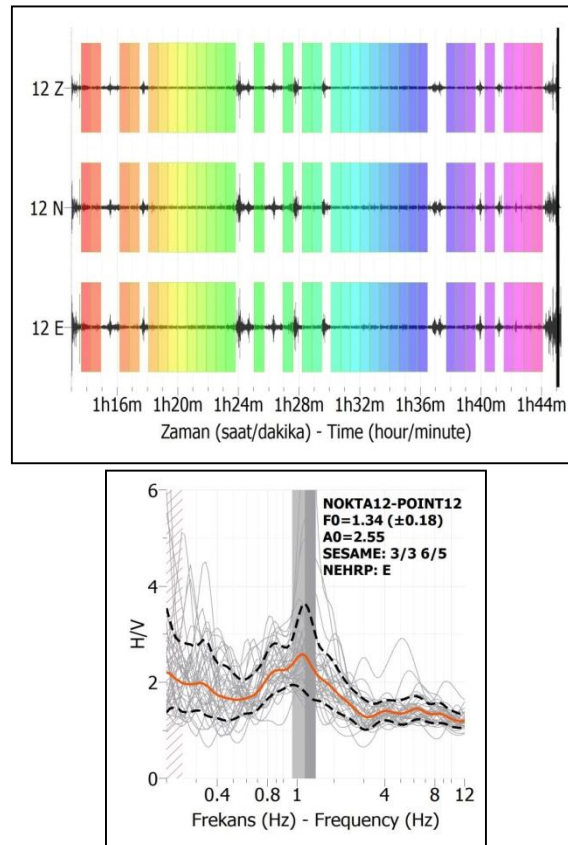 12 Z
12 N
12 E
1h16m 1h20m 1h24m 1h28m 1h32m 1h36m 1h40m 1h44m
Zaman (saat/dakika) - Time (hour/minute)
NOKTA12-POINT12
F0=1.34 (±0.18)
A0=2.55
SESAME: 3/3 6/5
NEHRP: E
6
4
2
0
H/V
0.4 0.8 1 4 8 12
Frekans (Hz) - Frequency (Hz)